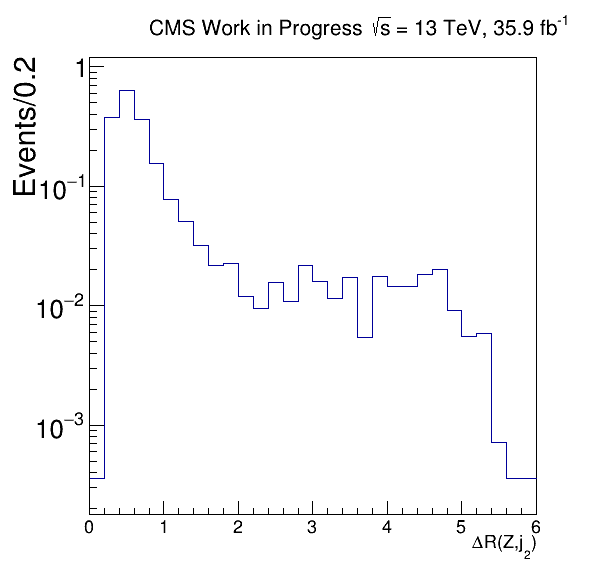 CMS Work in Progress √s = 13 TeV, 35.9 fb⁻¹
Events/0.2
1
10⁻¹
10⁻²
10⁻³
0 1 2 3 4 5 6
ΔR(Z,j₂)